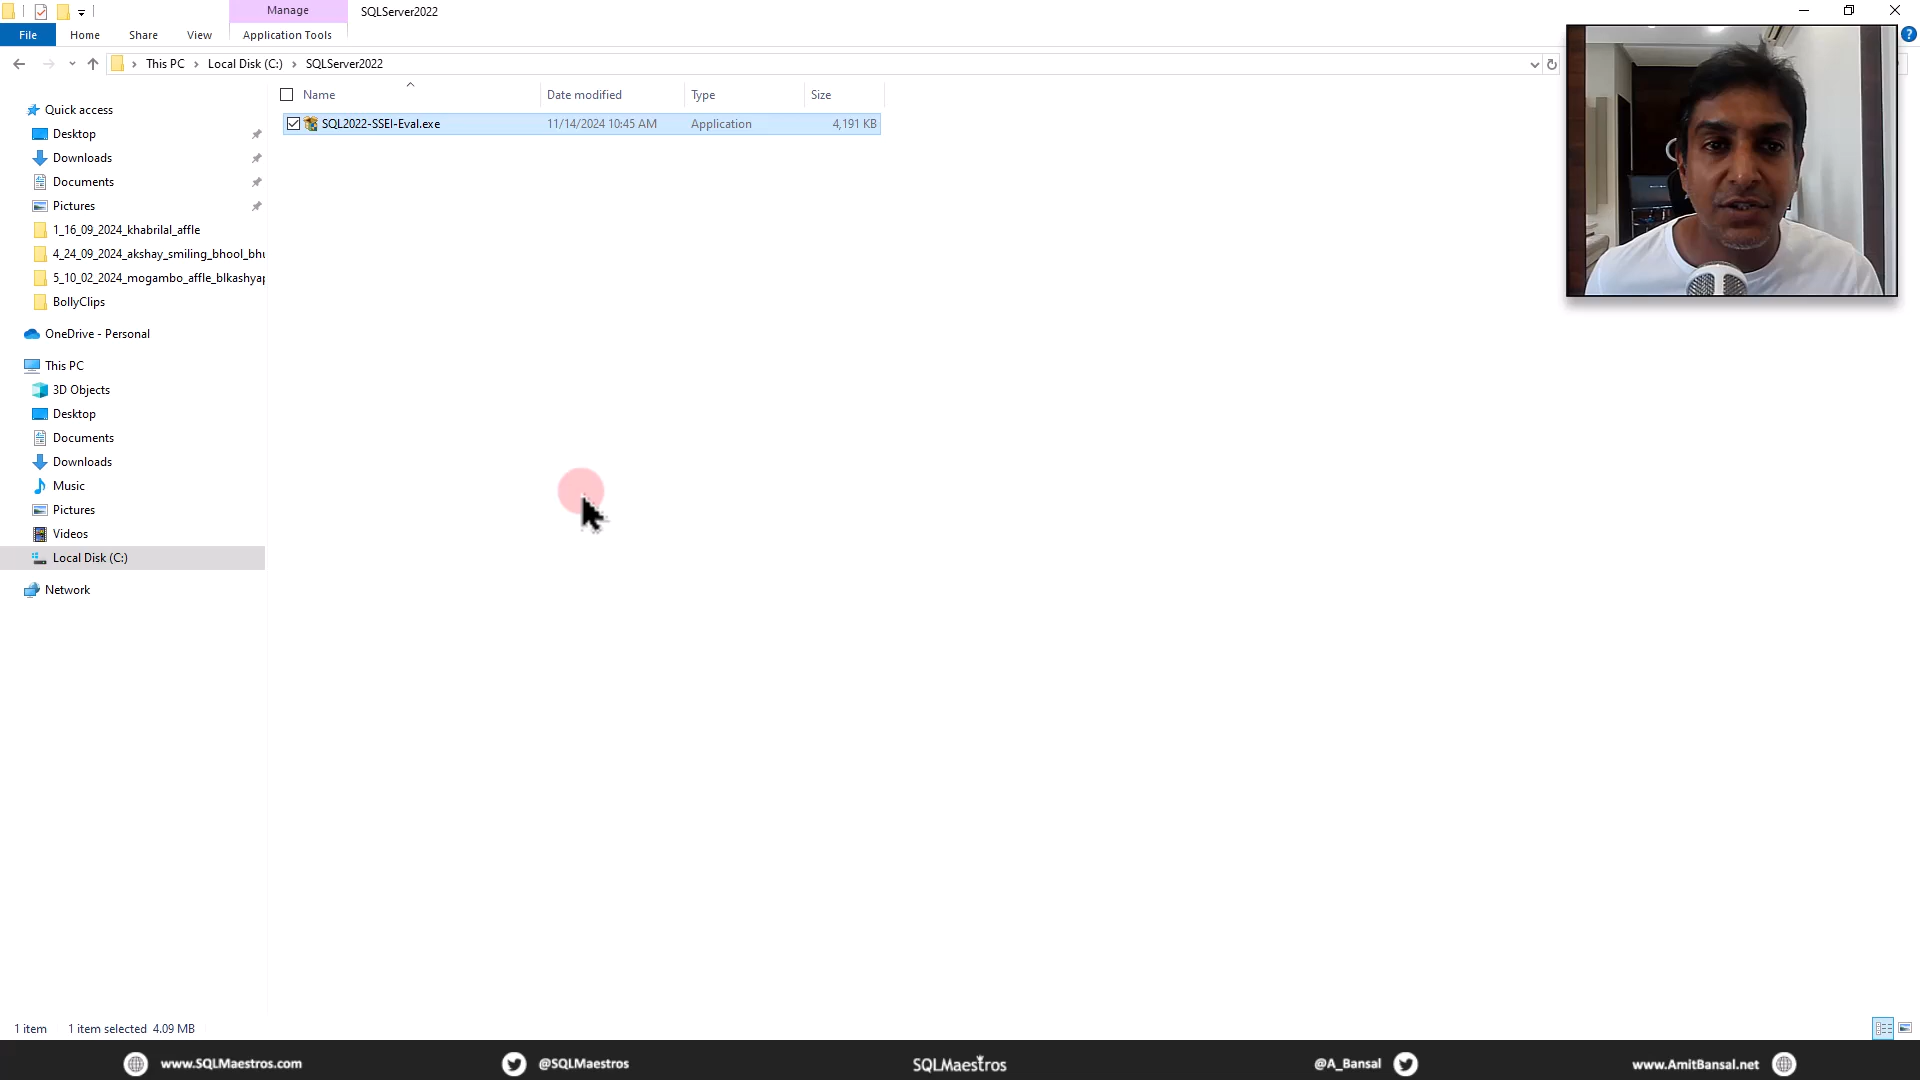 Manage
SQLServer2022
File
Home
Share
View
Application Tools
This PC
Local Disk (C:)
SQLServer2022
Name
Date modified
Type
Size
SQL2022-SSEI-Eval.exe
11/14/2024 10:45 AM
Application
4,191 KB
Quick access
Desktop
Downloads
Documents
Pictures
1_16_09_2024_khabrilal_affle
4_24_09_2024_akshay_smiling_bhool_bhu
5_10_02_2024_mogambo_affle_blkashyap
BollyClips
OneDrive - Personal
This PC
3D Objects
Desktop
Documents
Downloads
Music
Pictures
Videos
Local Disk (C:)
Network
1 item
1 item selected 4.09 MB
www.SQLMaestros.com
@SQLMaestros
SQLMaestros
@A_Bansal
www.AmitBansal.net